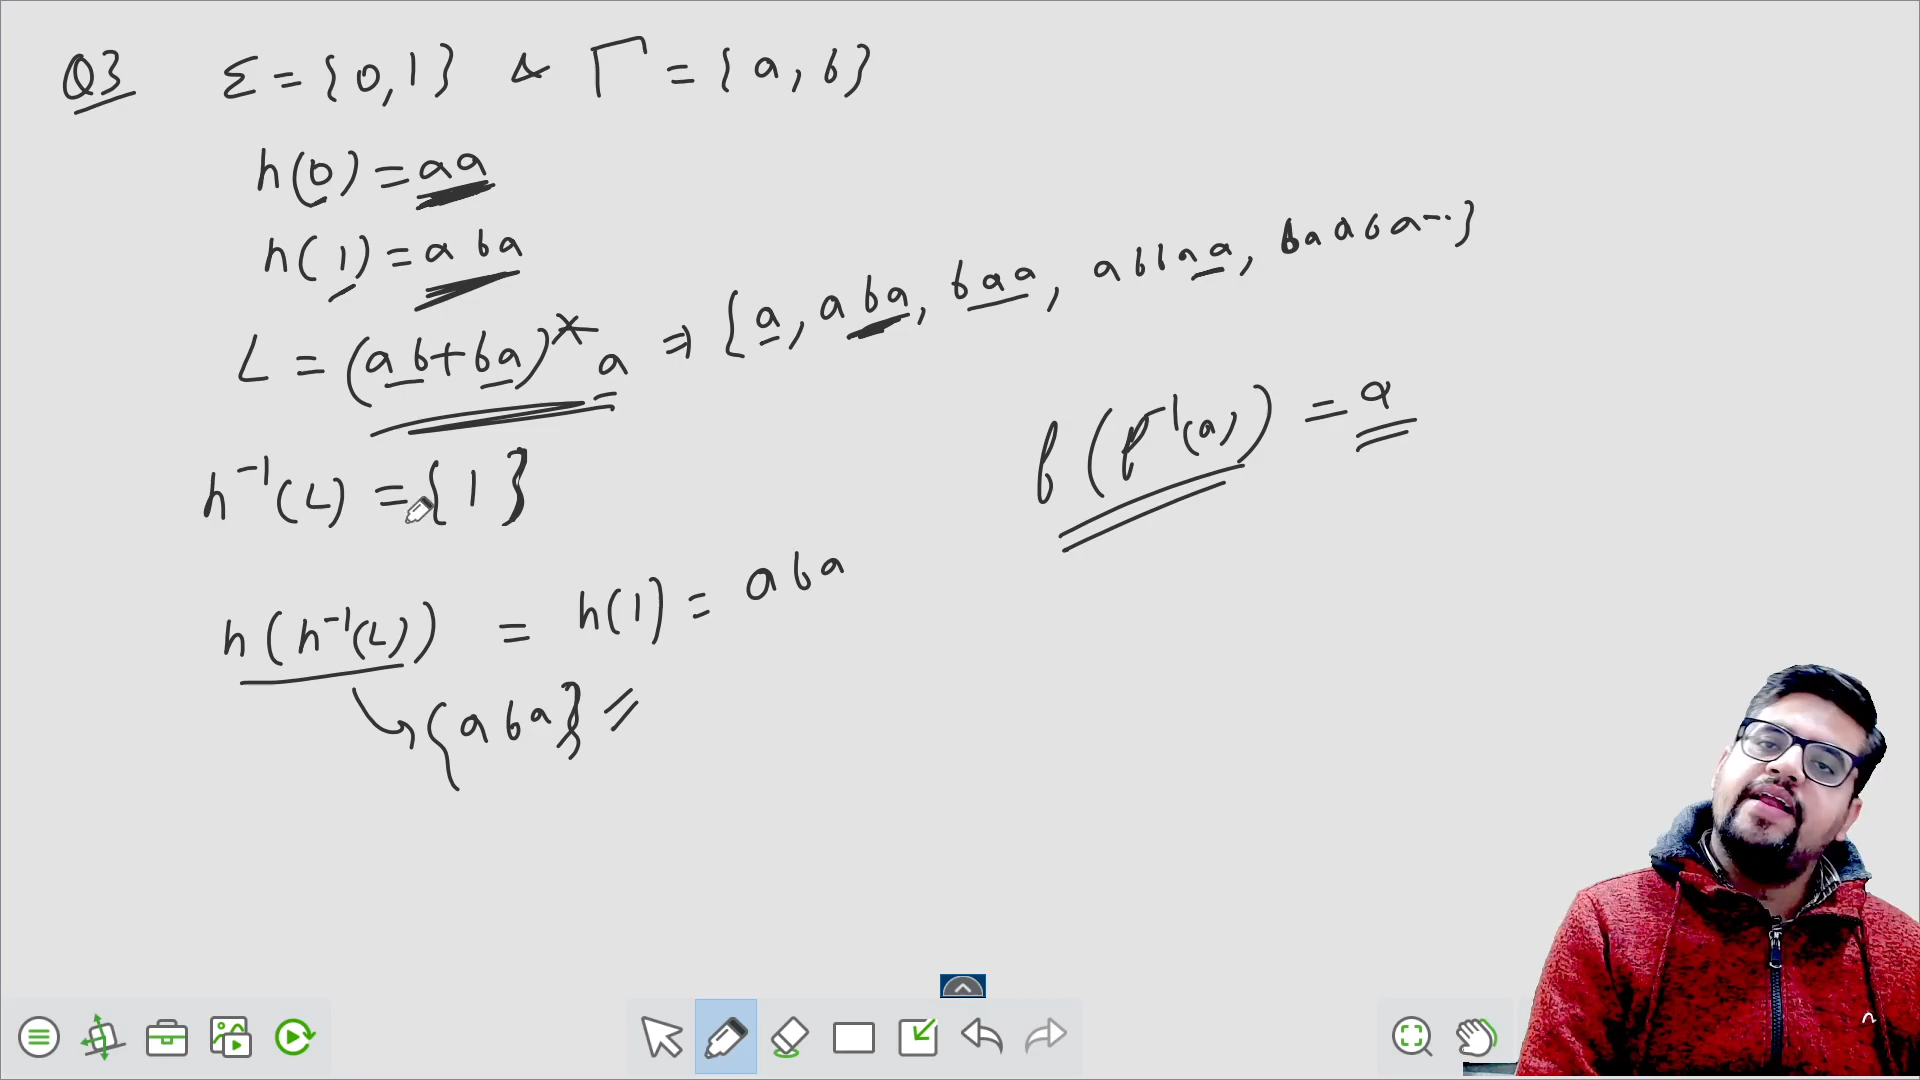 Q3 Σ = {0,1} & Γ = {a, b}
h(0) = aa
h(1) = aba
L = (ab+ba)* a ⇒ {a, aba, baa, abbaa, baaba--}
h⁻¹(L) = {1}
f(f⁻¹(a)) = a
h(h⁻¹(L)) = h(1) = aba
{aba}